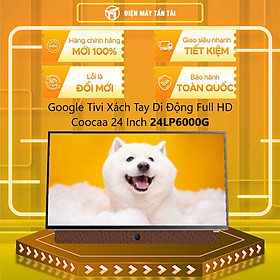 ĐIỆN MÁY TẤN TÀI
Hàng chính hãng
MỚI 100%
Giao siêu nhanh
TIẾT KIỆM
Lỗi là
ĐỔI MỚI
Bảo hành
TOÀN QUỐC
Google Tivi Xách Tay Di Động Full HD
Coocaa 24 Inch 24LP6000G